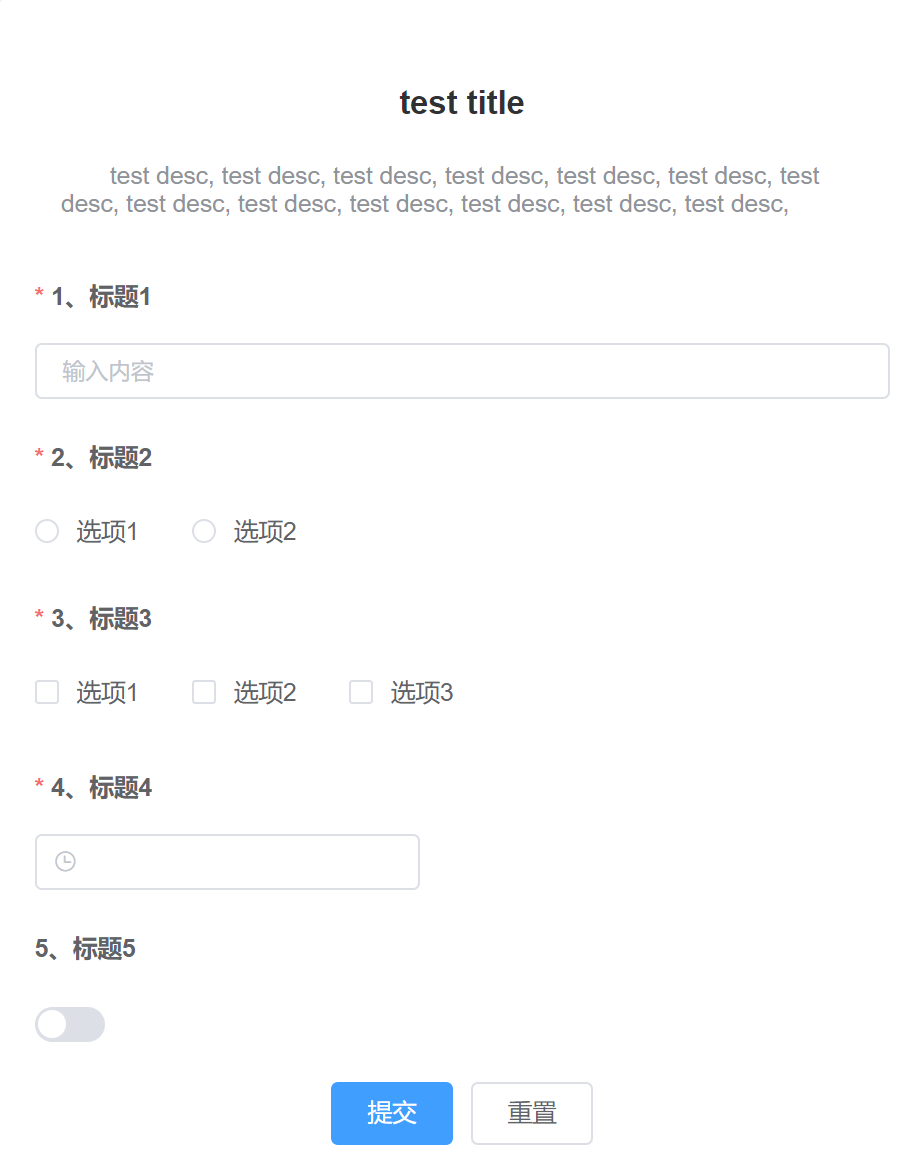 test title
test desc, test desc, test desc, test desc, test desc, test desc, test
desc, test desc, test desc, test desc, test desc, test desc, test desc,
* 1、标题1
输入内容
* 2、标题2
选项1 选项2
* 3、标题3
选项1 选项2 选项3
* 4、标题4
5、标题5
提交 重置